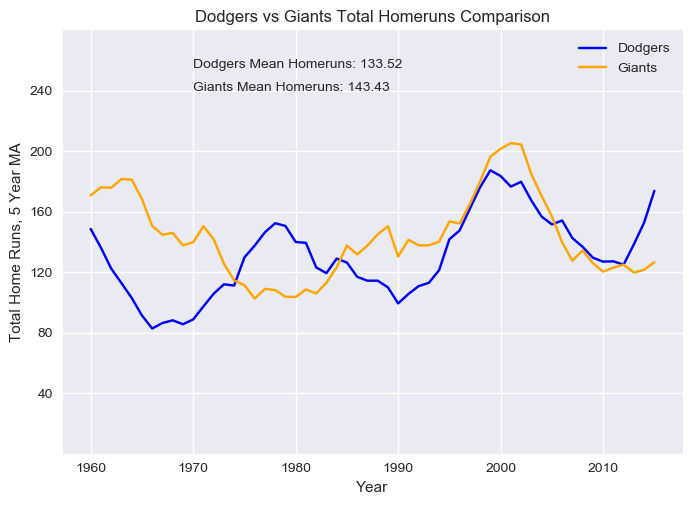 Dodgers vs Giants Total Homeruns Comparison
Dodgers
Giants
Dodgers Mean Homeruns: 133.52
Giants Mean Homeruns: 143.43
Total Home Runs, 5 Year MA
240
200
160
120
80
40
1960 1970 1980 1990 2000 2010
Year